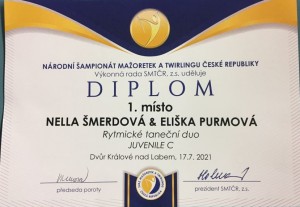 NÁRODNÍ ŠAMPIONÁT MAŽORETEK A TWIRLINGU ČESKÉ REPUBLIKY
Výkonná rada SMTČR, z.s. uděluje
DIPLOM
1. místo
NELLA ŠMERDOVÁ & ELIŠKA PURMOVÁ
Rytmické taneční duo
JUVENILE C
Dvůr Králové nad Labem, 17.7. 2021
předseda poroty
prezident SMTČR, z.s.